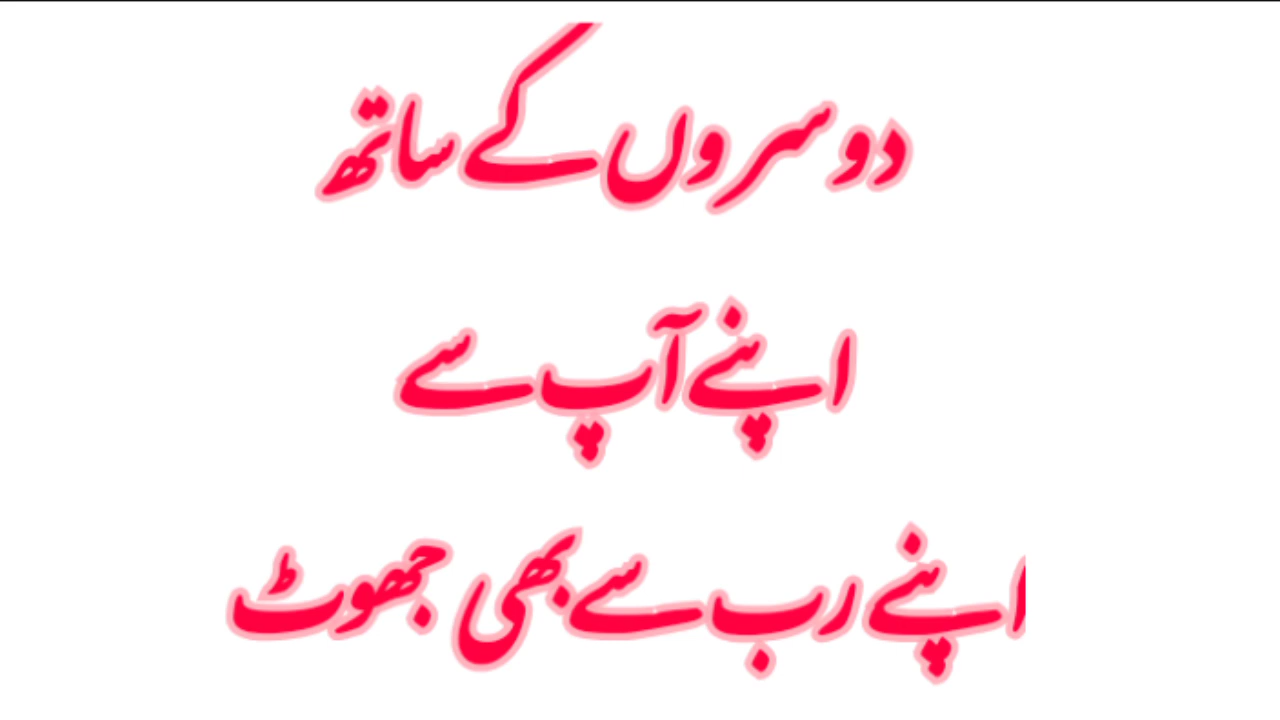 دوسروں کے ساتھ
اپنے آپ سے
اپنے رب سے بھی جھوٹ